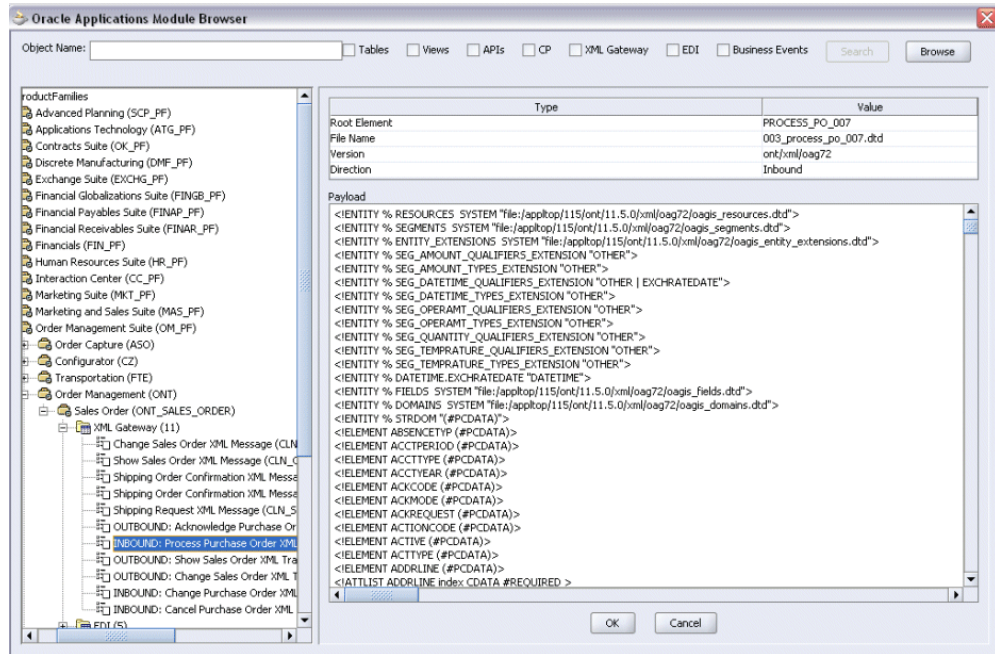 Oracle Applications Module Browser
Object Name:
Tables
Views
APIs
CP
XML Gateway
EDI
Business Events
Search
Browse
roductFamilies
Advanced Planning (SCP_PF)
Applications Technology (ATG_PF)
Contracts Suite (OK_PF)
Discrete Manufacturing (DMF_PF)
Exchange Suite (EXCHG_PF)
Financial Globalizations Suite (FINGB_PF)
Financial Payables Suite (FINAP_PF)
Financial Receivables Suite (FINAR_PF)
Financials (FIN_PF)
Human Resources Suite (HR_PF)
Interaction Center (CC_PF)
Marketing Suite (MKT_PF)
Marketing and Sales Suite (MAS_PF)
Order Management Suite (OM_PF)
Order Capture (ASO)
Configurator (CZ)
Transportation (FTE)
Order Management (ONT)
Sales Order (ONT_SALES_ORDER)
XML Gateway (11)
Change Sales Order XML Message (CLN
Show Sales Order XML Message (CLN_
Shipping Order Confirmation XML Messa
Shipping Order Confirmation XML Messa
Shipping Request XML Message (CLN_S
OUTBOUND: Acknowledge Purchase Or
INBOUND: Process Purchase Order XML
OUTBOUND: Show Sales Order XML Tra
OUTBOUND: Change Sales Order XML T
INBOUND: Change Purchase Order XML
INBOUND: Cancel Purchase Order XML
EDI (5)
Type Value
Root Element PROCESS_PO_007
File Name 003_process_po_007.dtd
Version ont/xml/oag72
Direction Inbound
Payload
<!ENTITY % RESOURCES SYSTEM "file:/appltop/115/ont/11.5.0/xml/oag72/oagis_resources.dtd">
<!ENTITY % SEGMENTS SYSTEM "file:/appltop/115/ont/11.5.0/xml/oag72/oagis_segments.dtd">
<!ENTITY % ENTITY_EXTENSIONS SYSTEM "file:/appltop/115/ont/11.5.0/xml/oag72/oagis_entity_extensions.dtd">
<!ENTITY % SEG_AMOUNT_QUALIFIERS_EXTENSION "OTHER">
<!ENTITY % SEG_AMOUNT_TYPES_EXTENSION "OTHER">
<!ENTITY % SEG_DATETIME_QUALIFIERS_EXTENSION "OTHER | EXCHRATEDATE">
<!ENTITY % SEG_DATETIME_TYPES_EXTENSION "OTHER">
<!ENTITY % SEG_OPERAMT_QUALIFIERS_EXTENSION "OTHER">
<!ENTITY % SEG_OPERAMT_TYPES_EXTENSION "OTHER">
<!ENTITY % SEG_QUANTITY_QUALIFIERS_EXTENSION "OTHER">
<!ENTITY % SEG_TEMPRATURE_QUALIFIERS_EXTENSION "OTHER">
<!ENTITY % SEG_TEMPRATURE_TYPES_EXTENSION "OTHER">
<!ENTITY % DATETIME.EXCHRATEDATE "DATETIME">
<!ENTITY % FIELDS SYSTEM "file:/appltop/115/ont/11.5.0/xml/oag72/oagis_fields.dtd">
<!ENTITY % DOMAINS SYSTEM "file:/appltop/115/ont/11.5.0/xml/oag72/oagis_domains.dtd">
<!ENTITY % STRDOM "(#PCDATA)">
<!ELEMENT ABSENCETYP (#PCDATA)>
<!ELEMENT ACCTPERIOD (#PCDATA)>
<!ELEMENT ACCTTYPE (#PCDATA)>
<!ELEMENT ACCTYEAR (#PCDATA)>
<!ELEMENT ACKCODE (#PCDATA)>
<!ELEMENT ACKMODE (#PCDATA)>
<!ELEMENT ACKREQUEST (#PCDATA)>
<!ELEMENT ACTIONCODE (#PCDATA)>
<!ELEMENT ACTIVE (#PCDATA)>
<!ELEMENT ACTTYPE (#PCDATA)>
<!ELEMENT ADDRLINE (#PCDATA)>
<!ATTLIST ADDRLINE index CDATA #REQUIRED >
OK
Cancel